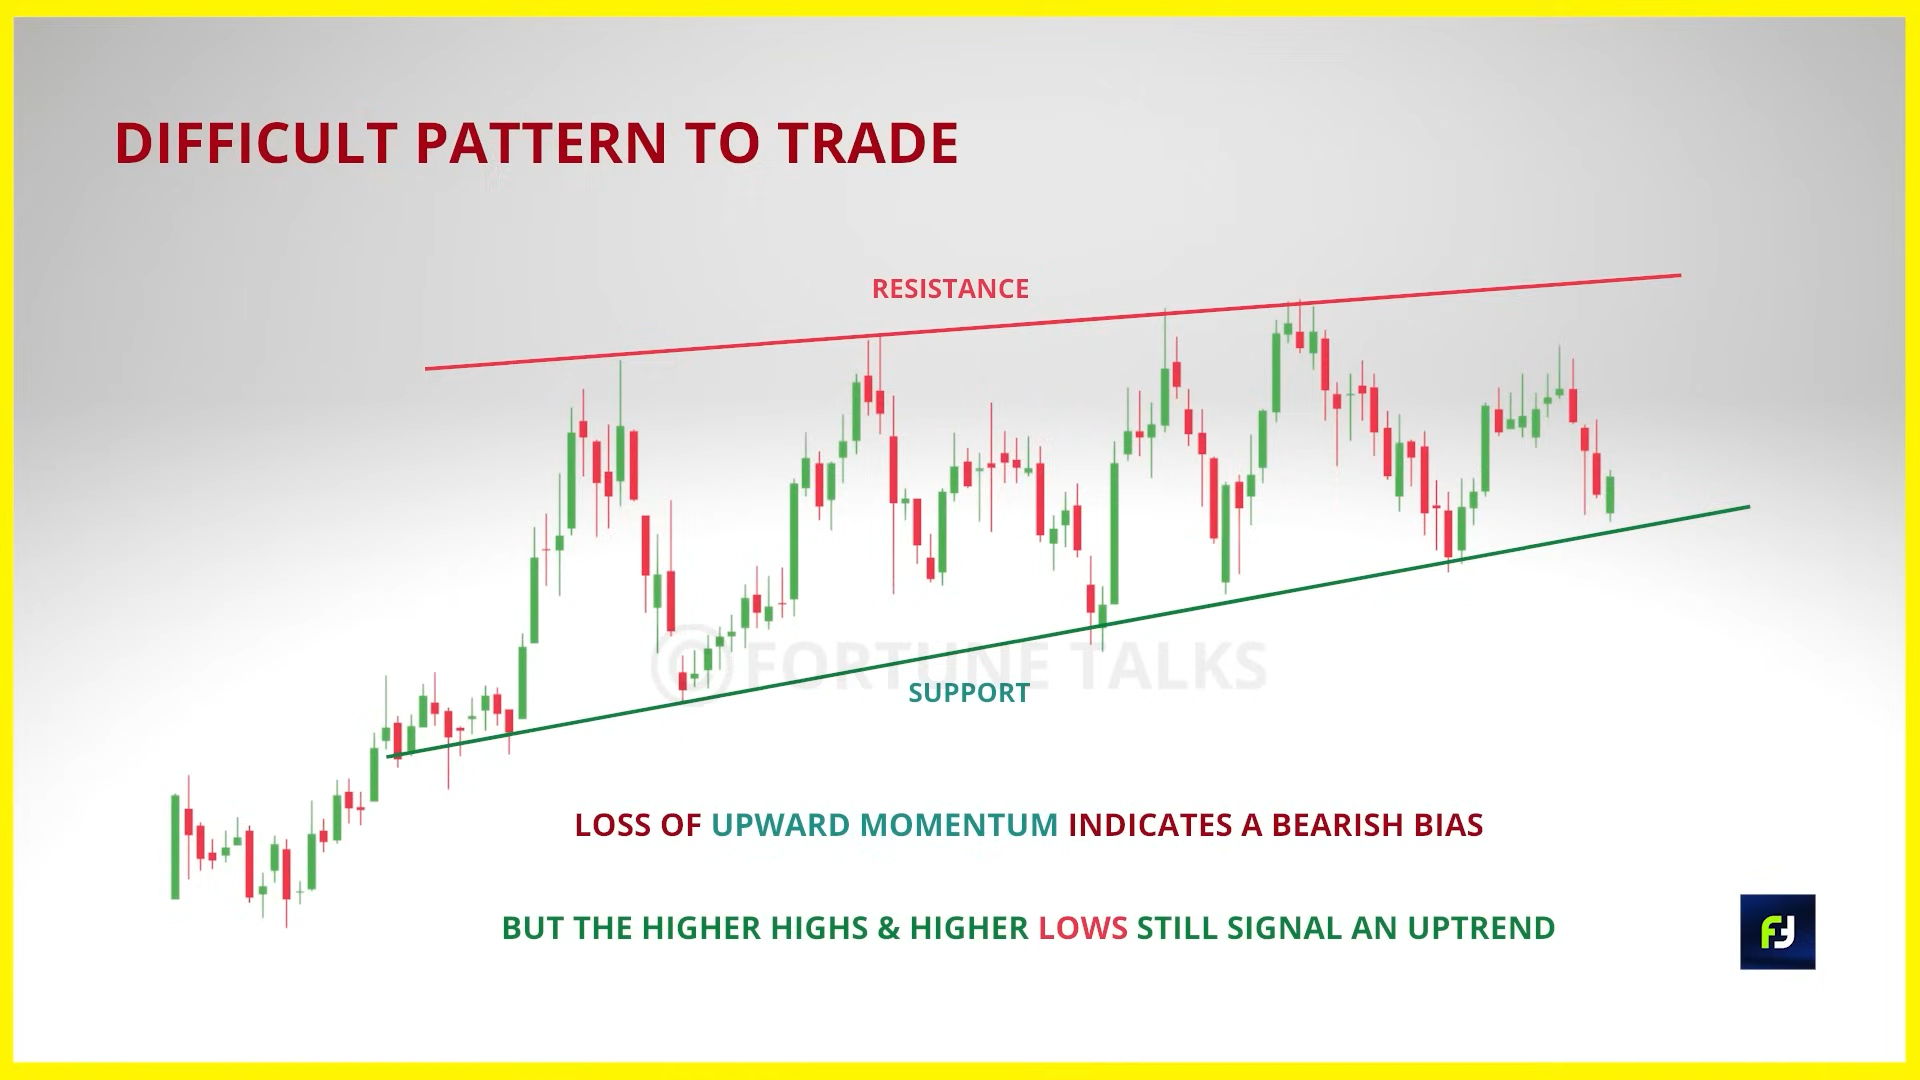 DIFFICULT PATTERN TO TRADE
RESISTANCE
@FORTUNE TALKS
SUPPORT
LOSS OF UPWARD MOMENTUM INDICATES A BEARISH BIAS
BUT THE HIGHER HIGHS & HIGHER LOWS STILL SIGNAL AN UPTREND